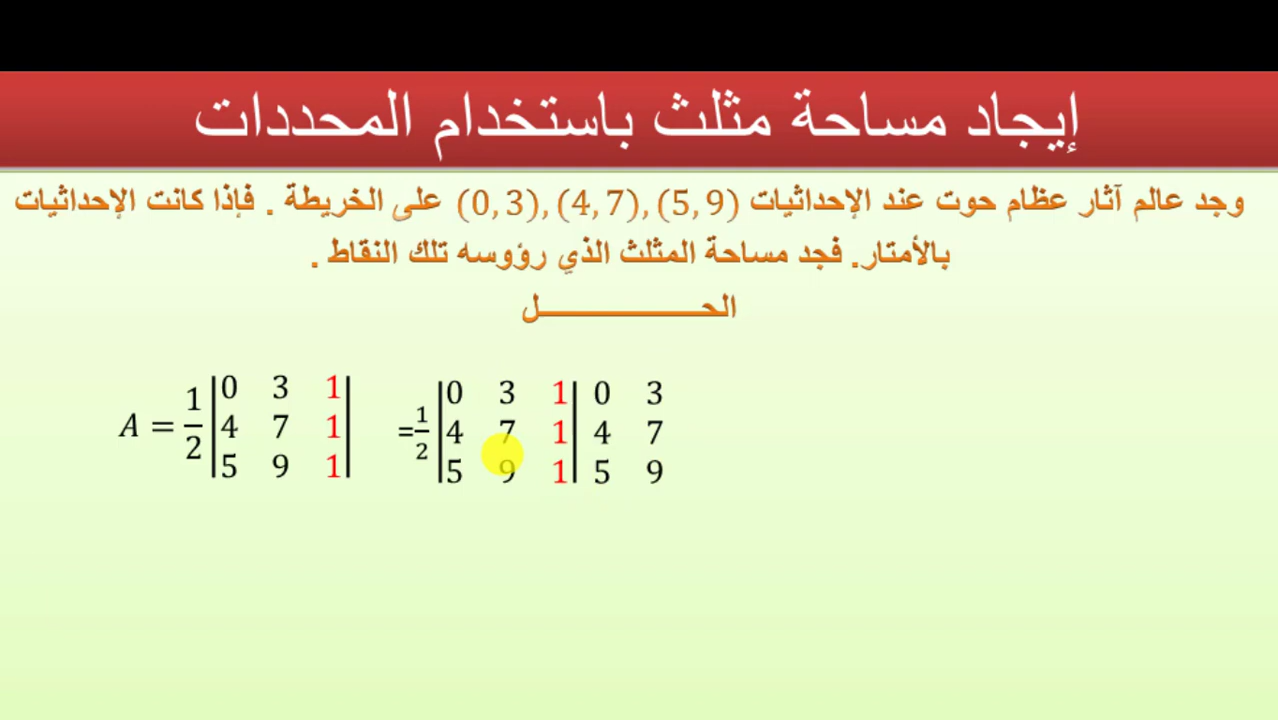 إيجاد مساحة مثلث باستخدام المحددات
وجد عالم آثار عظام حوت عند الإحداثيات (0, 3), (4, 7), (5, 9) على الخريطة . فإذا كانت الإحداثيات
بالأمتار. فجد مساحة المثلث الذي رؤوسه تلك النقاط .
الحــــــــــــــــل
A = 1/2 |0 3 1| = 1/2 |0 3 1| 0 3
|4 7 1| |4 7 1| 4 7
|5 9 1| |5 9 1| 5 9